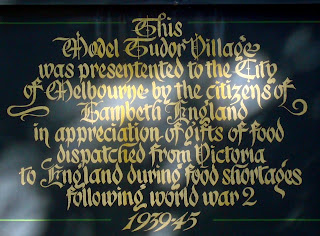 This
Model Tudor Village
was presentented to the City
of Melbourne by the citizens of
Lambeth England
in appreciation of gifts of food
dispatched from Victoria
to England during food shortages
following world war 2
1939-45